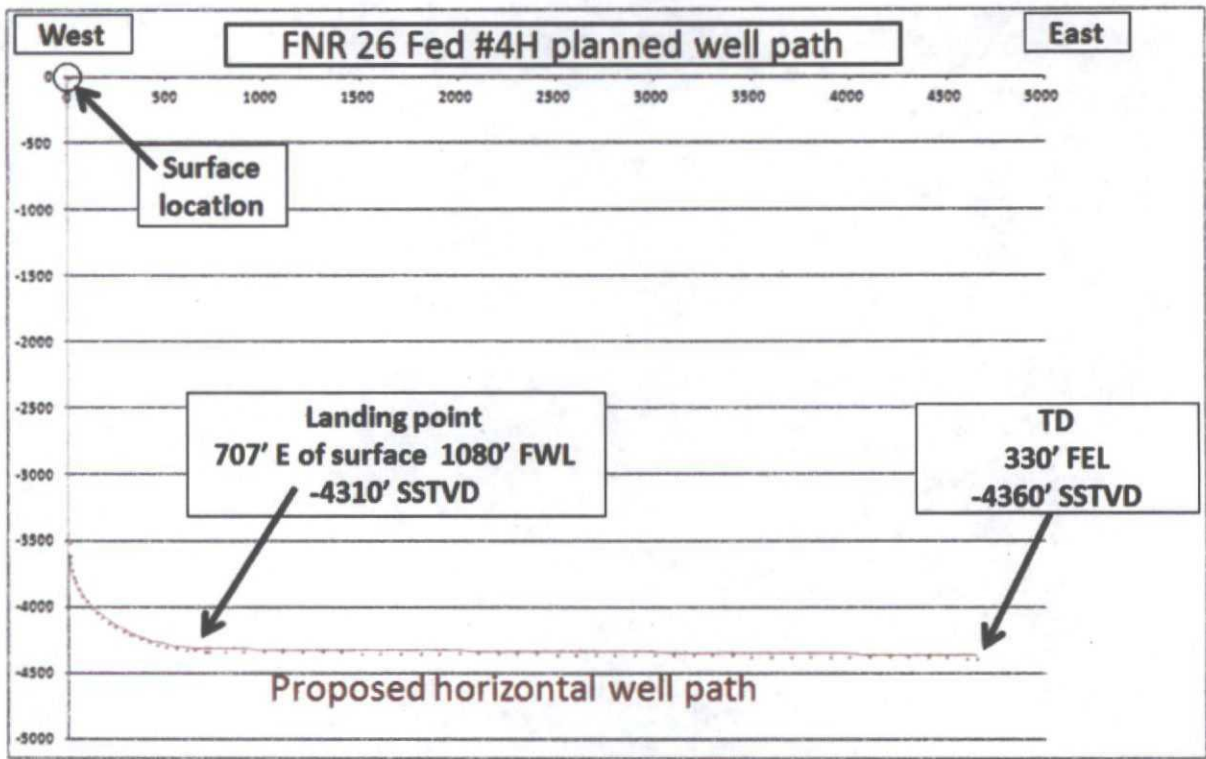 West
FNR 26 Fed #4H planned well path
East
0
0 500 1000 1500 2000 2500 3000 3500 4000 4500 5000
-500
Surface
location
-1000
-1500
-2000
-2500
Landing point
707' E of surface 1080' FWL
-4310' SSTVD
TD
330' FEL
-4360' SSTVD
-3000
-3500
-4000
-4500
Proposed horizontal well path
-5000